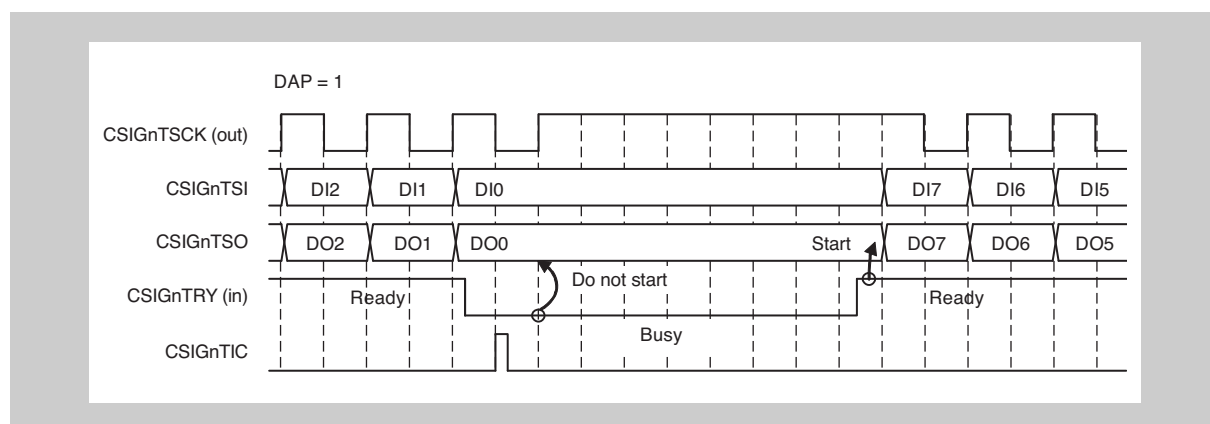 DAP = 1
CSIGnTSCK (out)
CSIGnTSI DI2 DI1 DI0 DI7 DI6 DI5
CSIGnTSO DO2 DO1 DO0 Start DO7 DO6 DO5
Do not start
CSIGnTRY (in) Ready Ready
Busy
CSIGnTIC